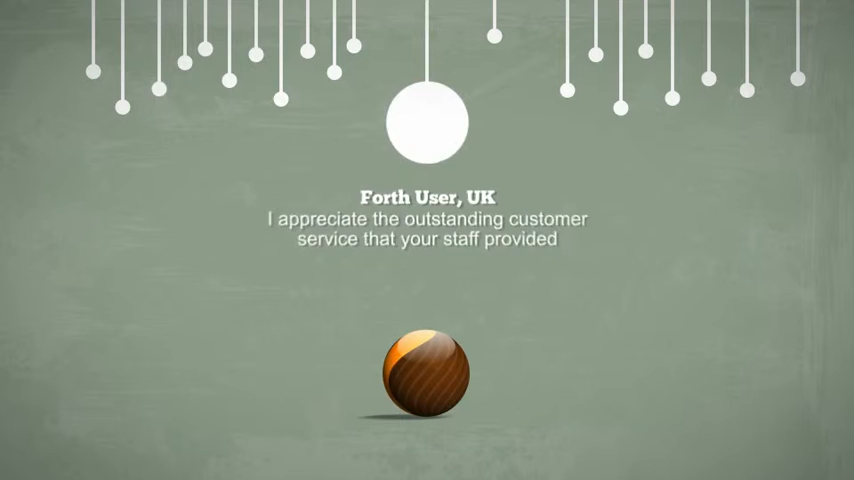 Forth User, UK
I appreciate the outstanding customer
service that your staff provided